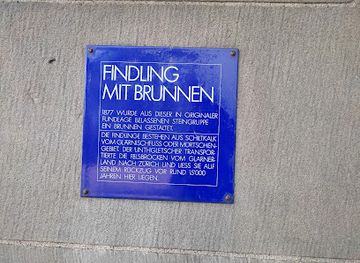 FINDLING
MIT BRUNNEN
1877 WURDE AUS DIESER IN ORIGINALER
FUNDLAGE BELASSENEN STEINGRUPPE
EIN BRUNNEN GESTALTET.
DIE FINDLINGE BESTEHEN AUS SCHILTKALK
VOM GLÄRNISCHFUSS ODER MÜRTSCHEN-
GEBIET. DER LINTHGLETSCHER TRANSPOR-
TIERTE DIE FELSBROCKEN VOM GLARNER-
LAND NACH ZÜRICH UND LIESS SIE AUF
SEINEM RÜCKZUG VOR RUND 15'000
JAHREN HIER LIEGEN.